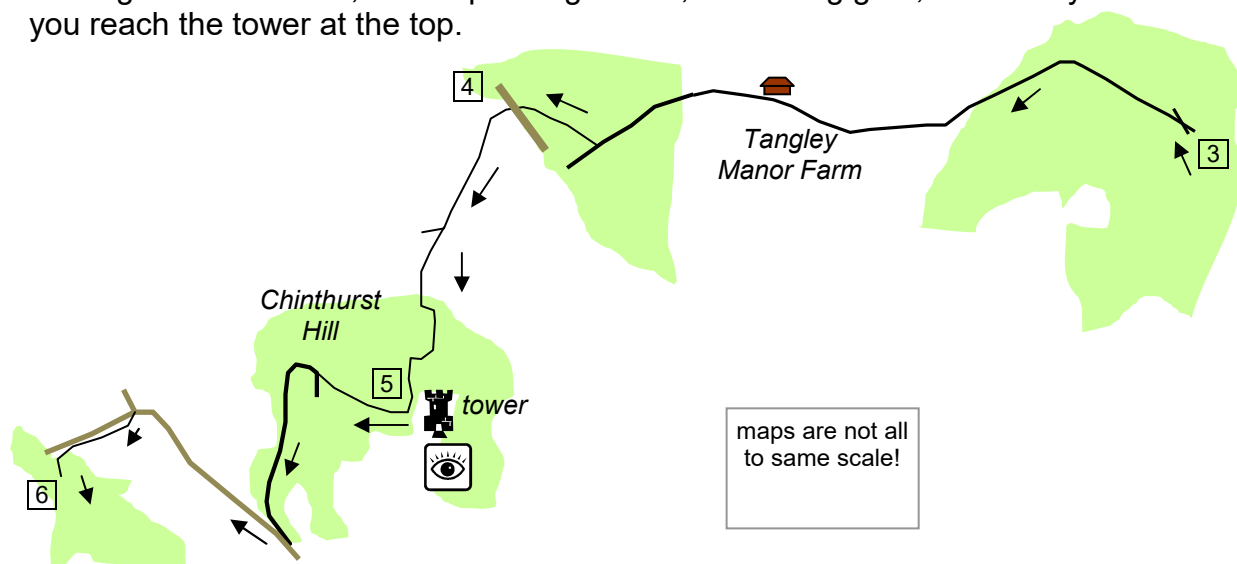 you reach the tower at the top.
4
Tangley
Manor Farm
3
Chinthurst
Hill
5
tower
maps are not all
to same scale!
6